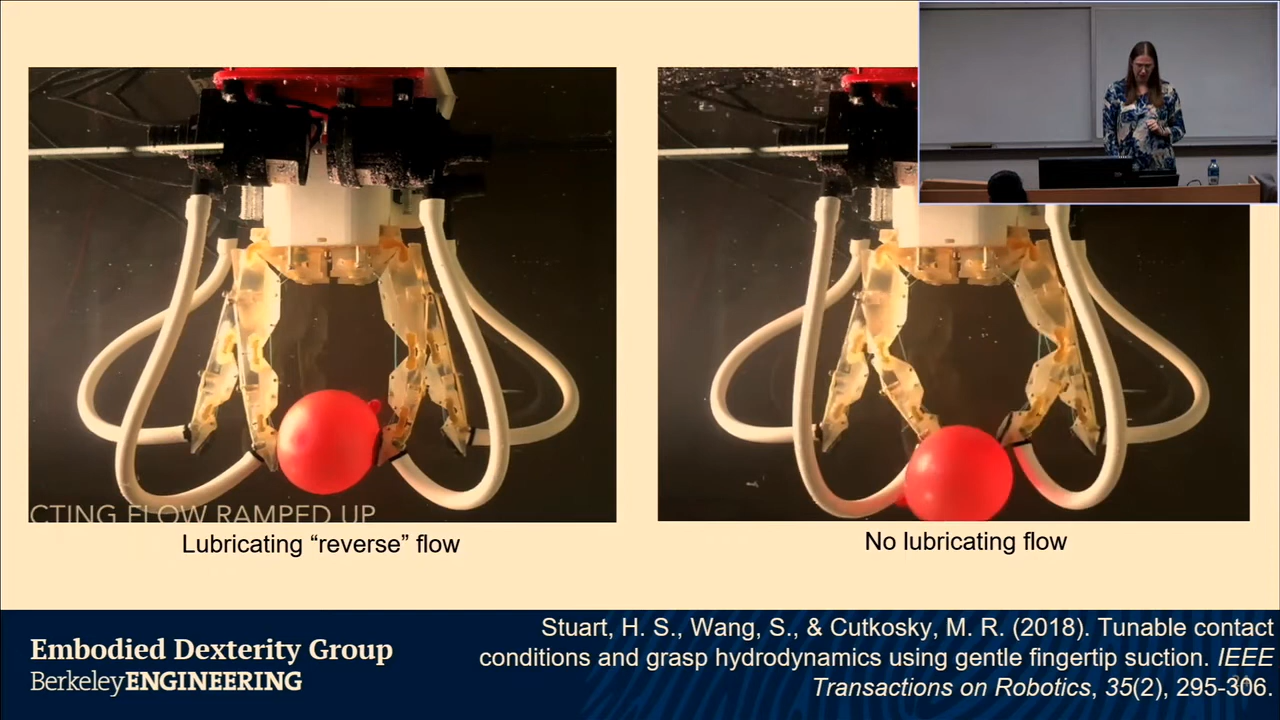 CTING FLOW RAMPED UP
Lubricating “reverse” flow
No lubricating flow
Embodied Dexterity Group
BerkeleyENGINEERING
Stuart, H. S., Wang, S., & Cutkosky, M. R. (2018). Tunable contact
conditions and grasp hydrodynamics using gentle fingertip suction. IEEE
Transactions on Robotics, 35(2), 295-306.